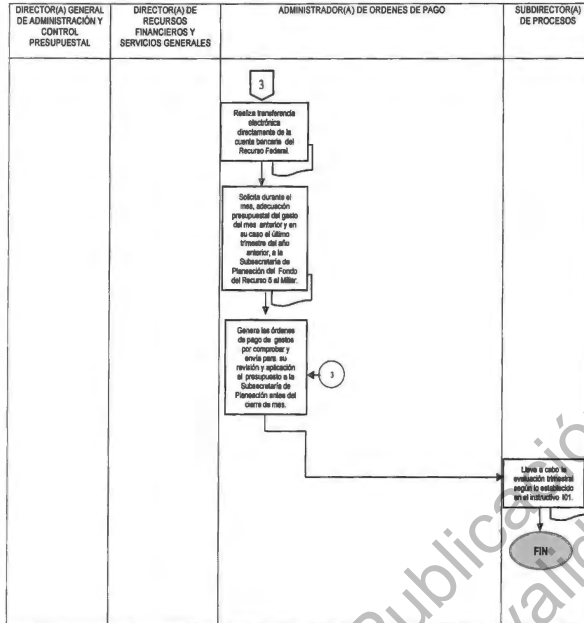 DIRECTOR(A) GENERAL
DE ADMINISTRACIÓN Y
CONTROL
PRESUPUESTAL
DIRECTOR(A) DE
RECURSOS
FINANCIEROS Y
SERVICIOS GENERALES
ADMINISTRADOR(A) DE ORDENES DE PAGO
SUBDIRECTOR(A)
DE PROCESOS
3
Realiza transferencia
electrónica
directamente de la
cuenta bancaria del
Recurso Federal.
Solicita durante el
mes, adecuación
presupuestal del gasto
del mes anterior y en
su caso el último
trimestre del año
anterior, a la
Subsecretaría de
Planeación del Fondo
del Recurso 5 al Millar.
Genera las órdenes
de pago de gastos
por comprobar y
envía para su
revisión y aplicación
al presupuesto a la
Subsecretaría de
Planeación antes del
cierre de mes.
3
Lleva a cabo la
evaluación trimestral
según lo establecido
en el instructivo I01.
FIN
Publicació
valid